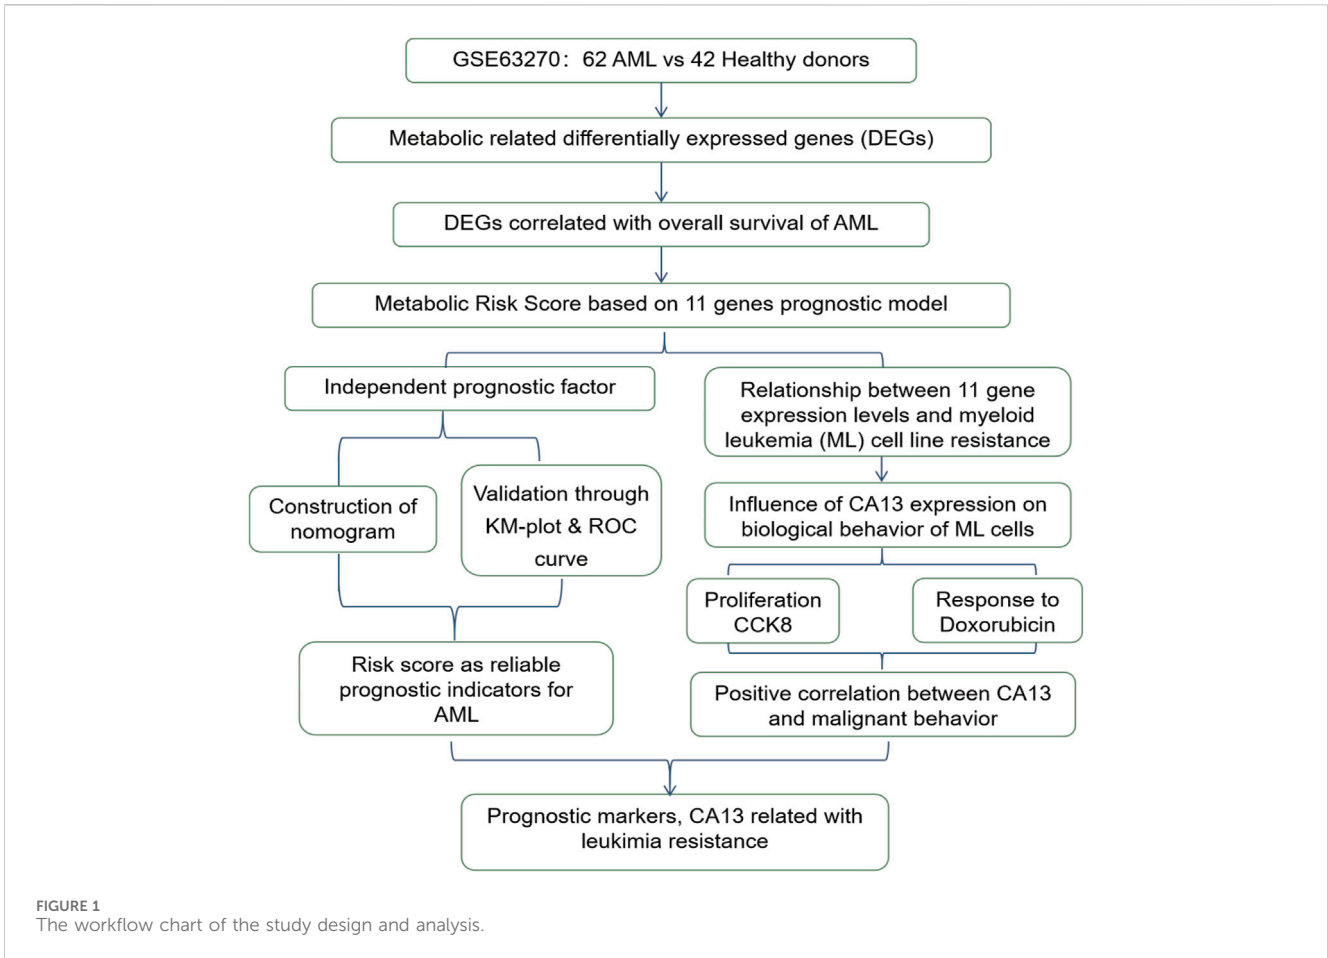 GSE63270：62 AML vs 42 Healthy donors
Metabolic related differentially expressed genes (DEGs)
DEGs correlated with overall survival of AML
Metabolic Risk Score based on 11 genes prognostic model
Independent prognostic factor
Construction of
nomogram
Validation through
KM-plot & ROC
curve
Risk score as reliable
prognostic indicators for
AML
Relationship between 11 gene
expression levels and myeloid
leukemia (ML) cell line resistance
Influence of CA13 expression on
biological behavior of ML cells
Proliferation
CCK8
Response to
Doxorubicin
Positive correlation between CA13
and malignant behavior
Prognostic markers, CA13 related with
leukimia resistance
FIGURE 1
The workflow chart of the study design and analysis.